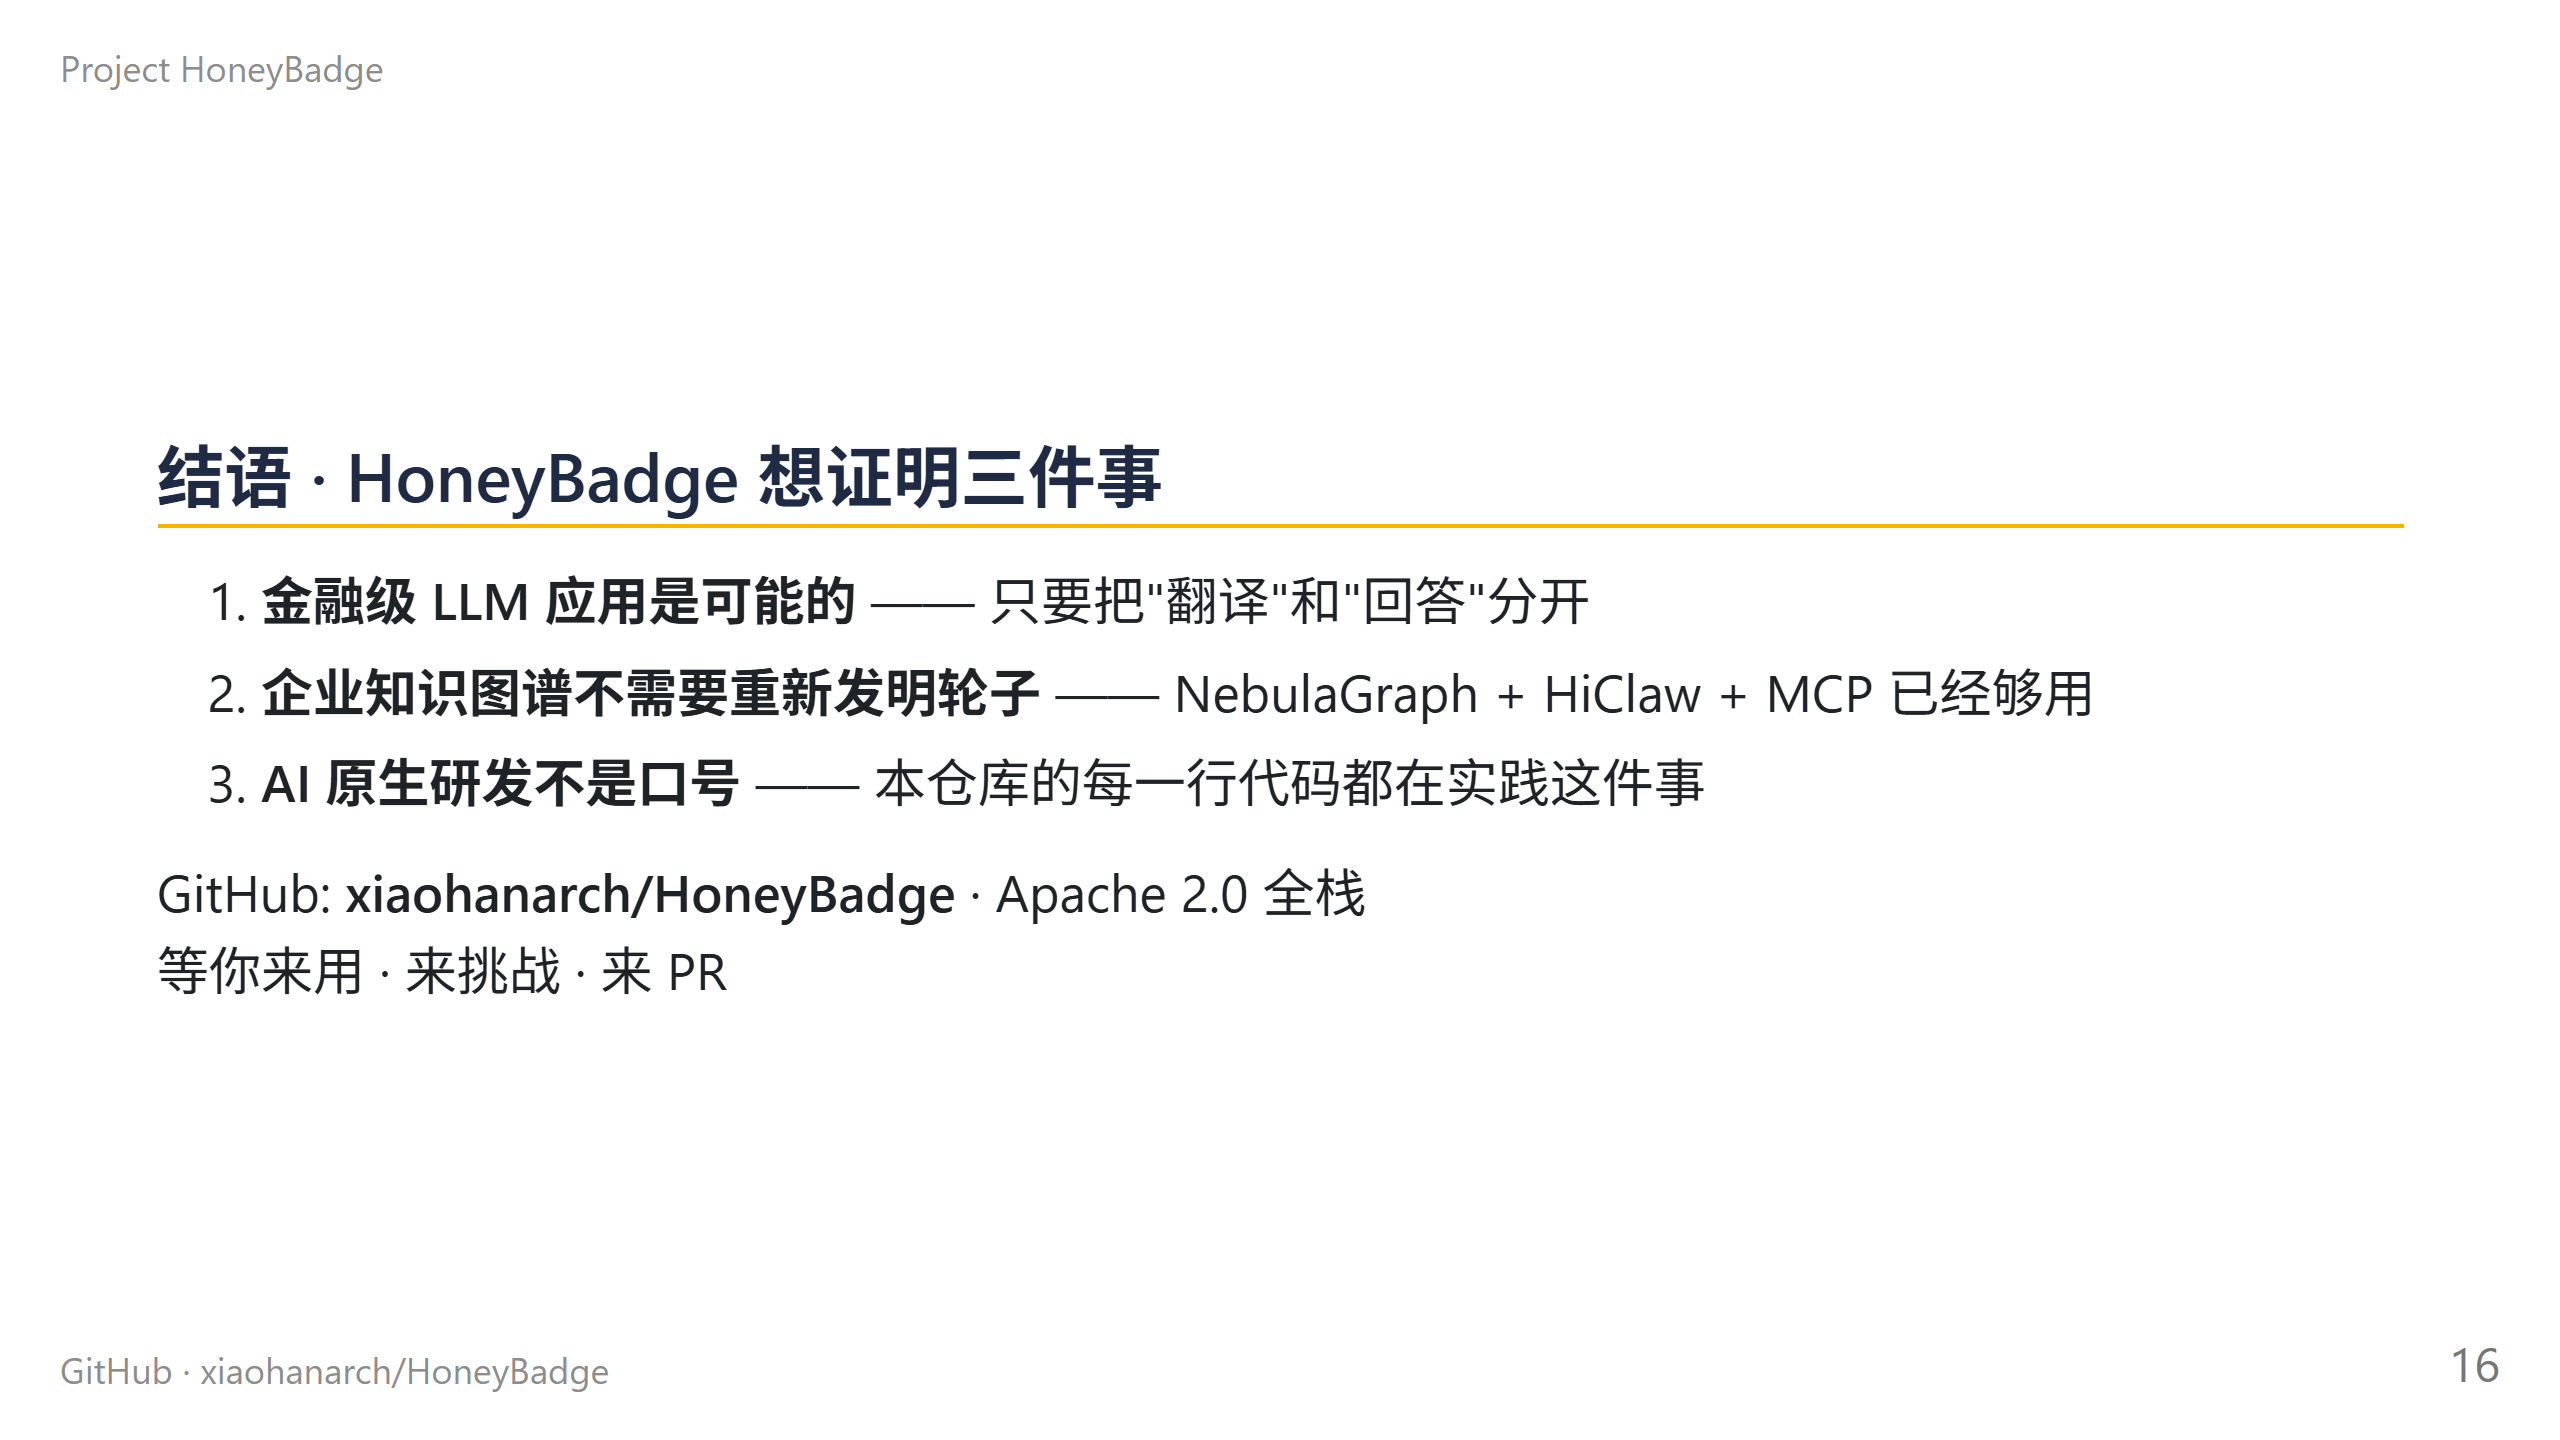 Project HoneyBadge
结语 · HoneyBadge 想证明三件事
1. 金融级 LLM 应用是可能的 —— 只要把"翻译"和"回答"分开
2. 企业知识图谱不需要重新发明轮子 —— NebulaGraph + HiClaw + MCP 已经够用
3. AI 原生研发不是口号 —— 本仓库的每一行代码都在实践这件事
GitHub: xiaohanarch/HoneyBadge · Apache 2.0 全栈
等你来用 · 来挑战 · 来 PR
GitHub · xiaohanarch/HoneyBadge
16